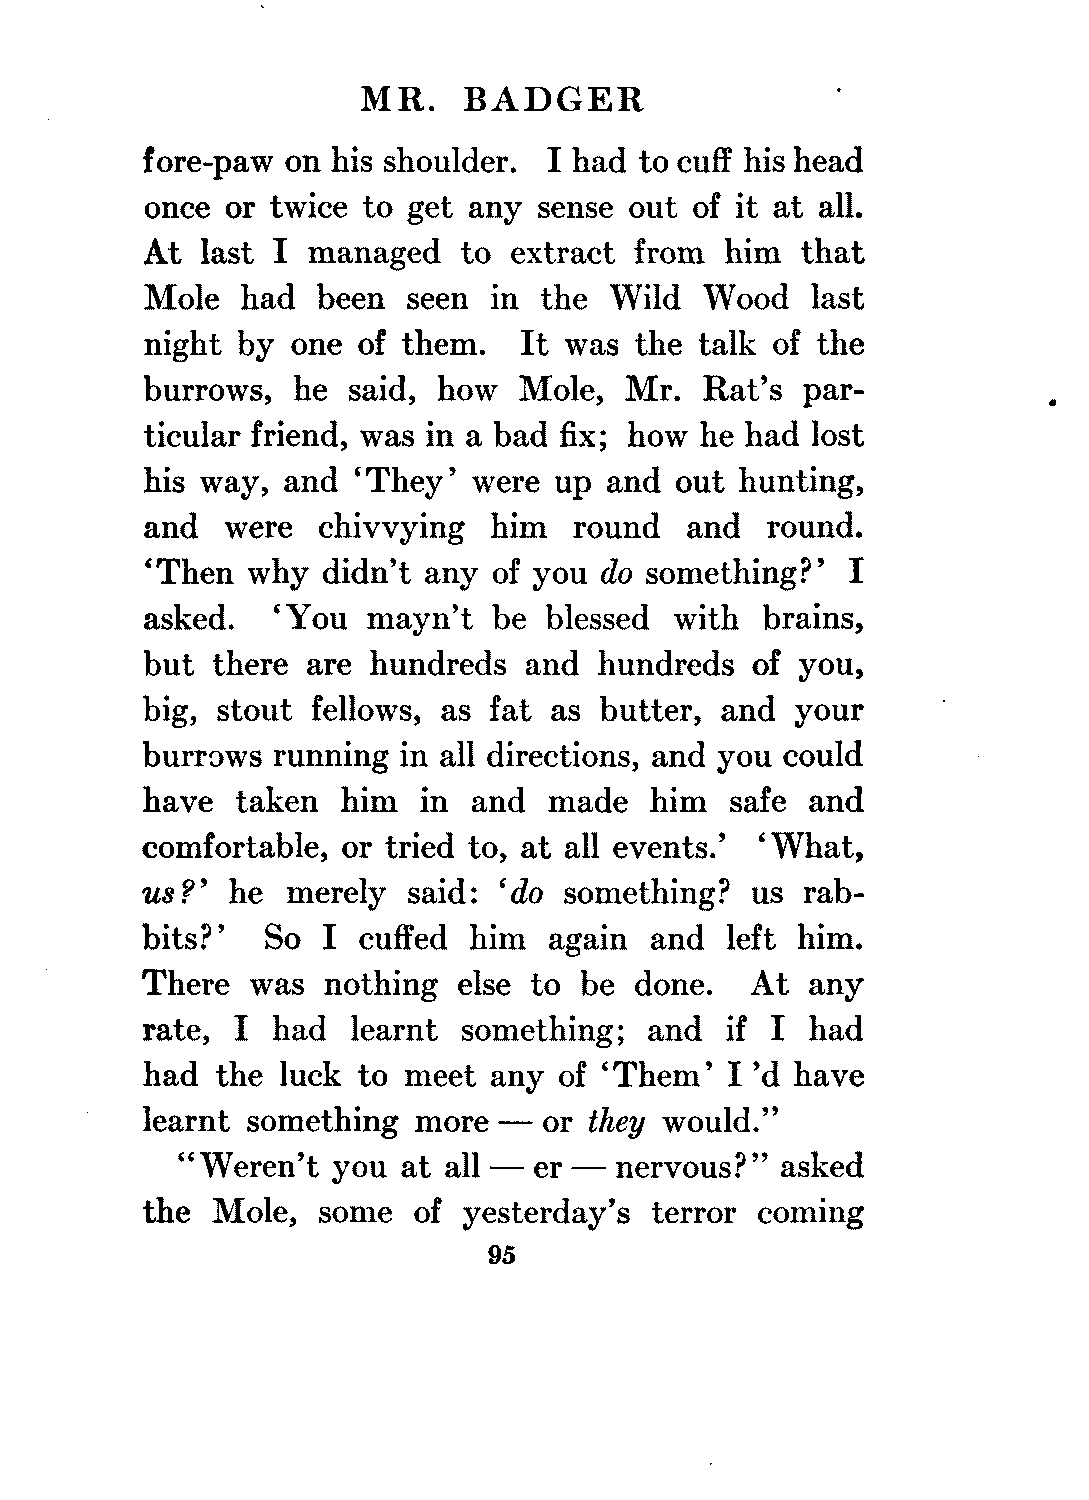 MR. BADGER
fore-paw on his shoulder. I had to cuff his head
once or twice to get any sense out of it at all.
At last I managed to extract from him that
Mole had been seen in the Wild Wood last
night by one of them. It was the talk of the
burrows, he said, how Mole, Mr. Rat's par-
ticular friend, was in a bad fix; how he had lost
his way, and ‘They’ were up and out hunting,
and were chivvying him round and round.
‘Then why didn't any of you do something?’ I
asked. ‘You mayn't be blessed with brains,
but there are hundreds and hundreds of you,
big, stout fellows, as fat as butter, and your
burrows running in all directions, and you could
have taken him in and made him safe and
comfortable, or tried to, at all events.’ ‘What,
us?’ he merely said: ‘do something? us rab-
bits?’ So I cuffed him again and left him.
There was nothing else to be done. At any
rate, I had learnt something; and if I had
had the luck to meet any of ‘Them’ I 'd have
learnt something more — or they would.”
“Weren't you at all — er — nervous?” asked
the Mole, some of yesterday's terror coming
95